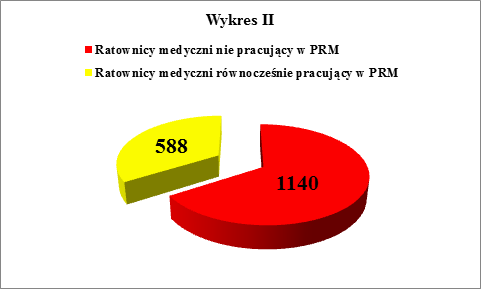 Wykres II
Ratownicy medyczni nie pracujący w PRM
Ratownicy medyczni równocześnie pracujący w PRM
588
1140